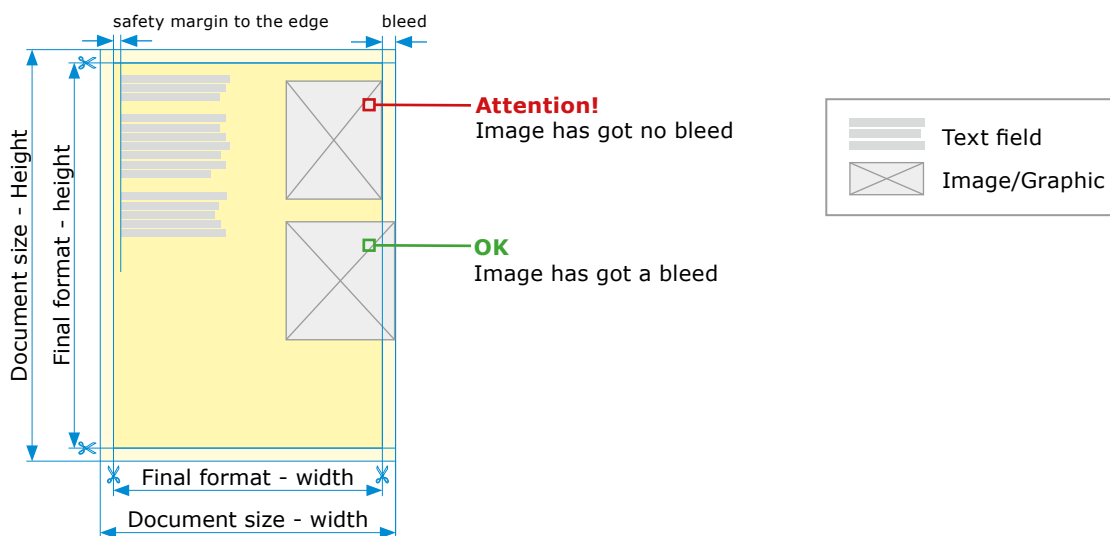 safety margin to the edge
bleed
Document size - Height
Final format - height
Attention!
Image has got no bleed
OK
Image has got a bleed
Text field
Image/Graphic
Final format - width
Document size - width